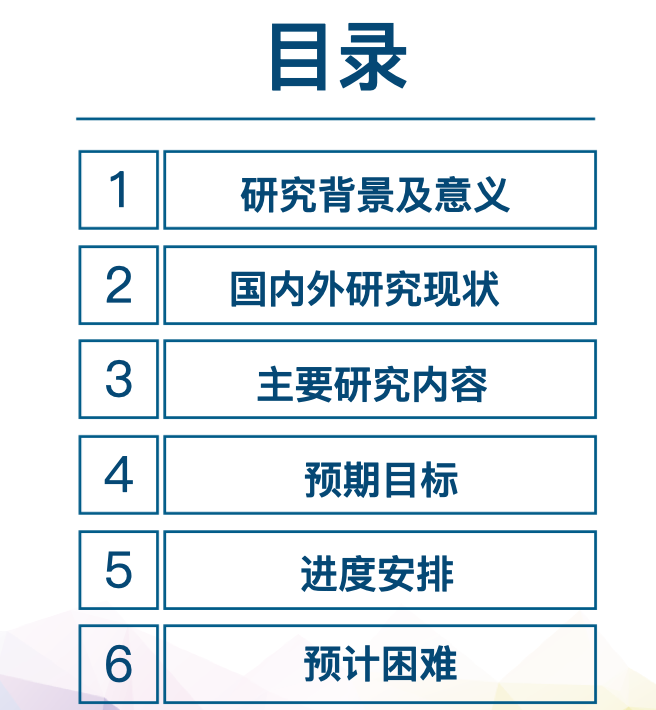 目录
1 研究背景及意义
2 国内外研究现状
3 主要研究内容
4 预期目标
5 进度安排
6 预计困难